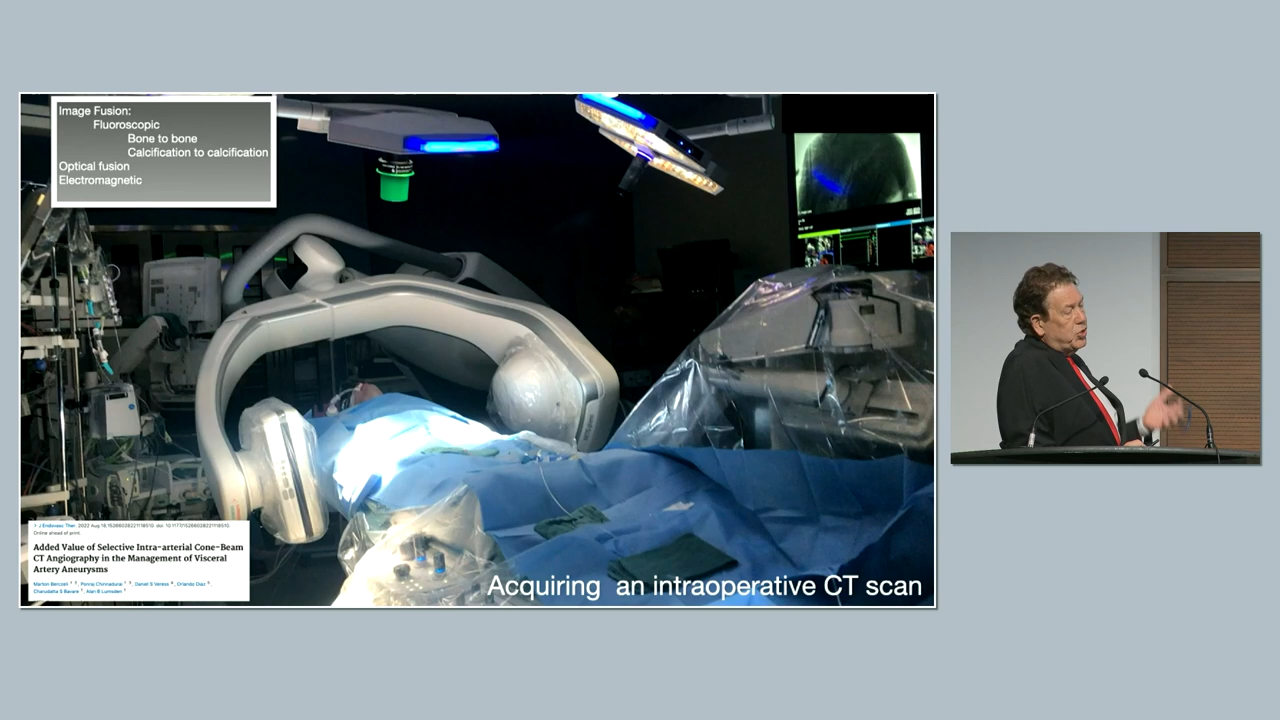 Image Fusion:
Fluoroscopic
Bone to bone
Calcification to calcification
Optical fusion
Electromagnetic
J Endovasc Ther. 2022 Aug 18;15266028221118510. doi: 10.1177/15266028221118510.
Online ahead of print.
Added Value of Selective Intra-arterial Cone-Beam
CT Angiography in the Management of Visceral
Artery Aneurysms
Marton Berczeli, Ponraj Chinnadurai, Daniel S Veress, Orlando Diaz,
Charudatta S Bavare, Alan B Lumsden
Acquiring an intraoperative CT scan